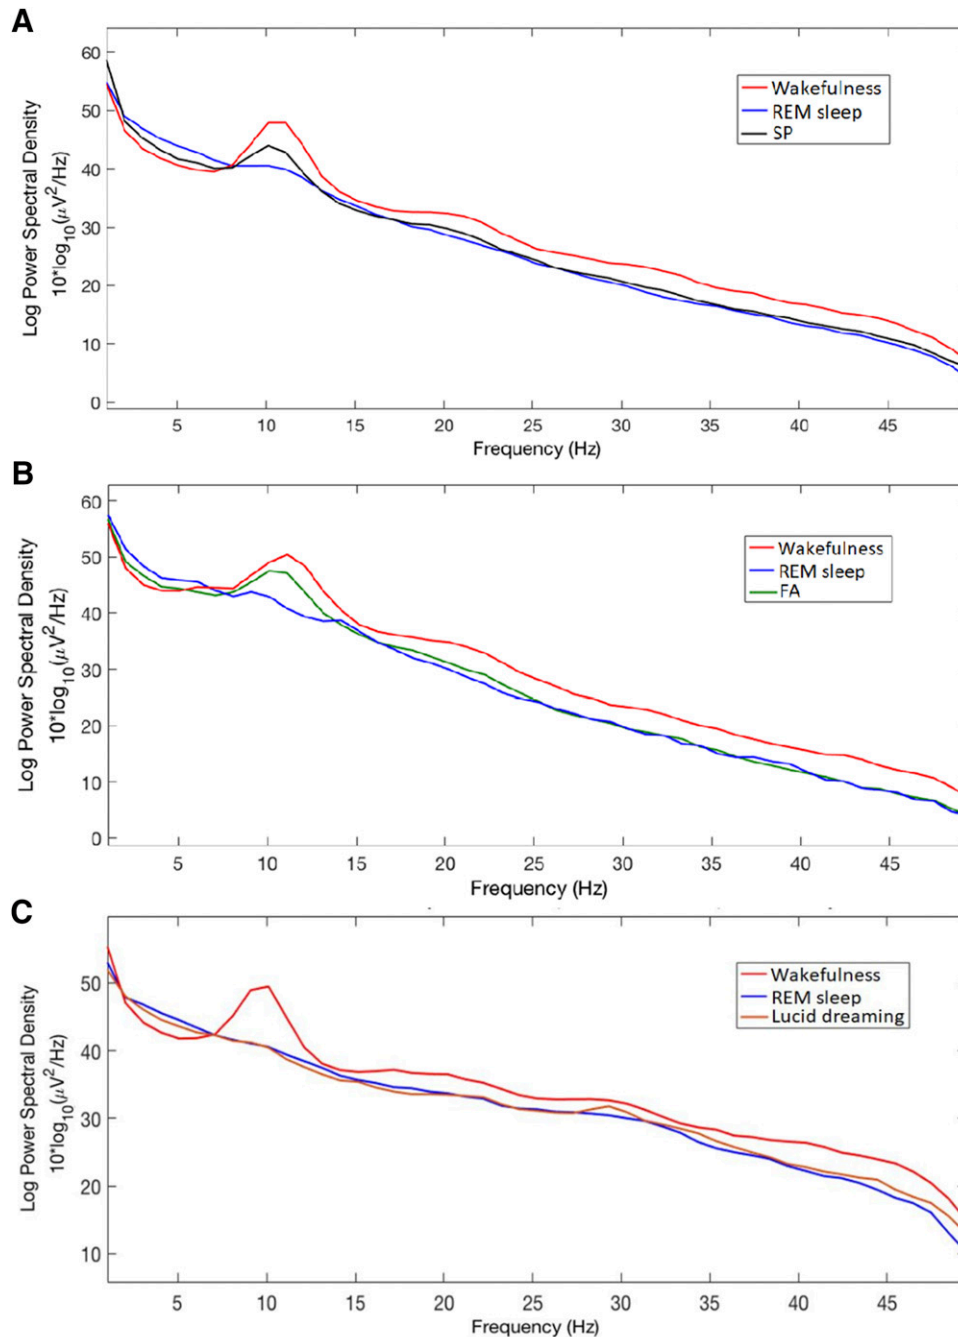 A
Log Power Spectral Density
10*log10(μV2/Hz)
60
50
40
30
20
10
0
Wakefulness
REM sleep
SP
5 10 15 20 25 30 35 40 45
Frequency (Hz)
B
Log Power Spectral Density
10*log10(μV2/Hz)
60
50
40
30
20
10
0
Wakefulness
REM sleep
FA
5 10 15 20 25 30 35 40 45
Frequency (Hz)
C
Log Power Spectral Density
10*log10(μV2/Hz)
50
40
30
20
10
Wakefulness
REM sleep
Lucid dreaming
5 10 15 20 25 30 35 40 45
Frequency (Hz)